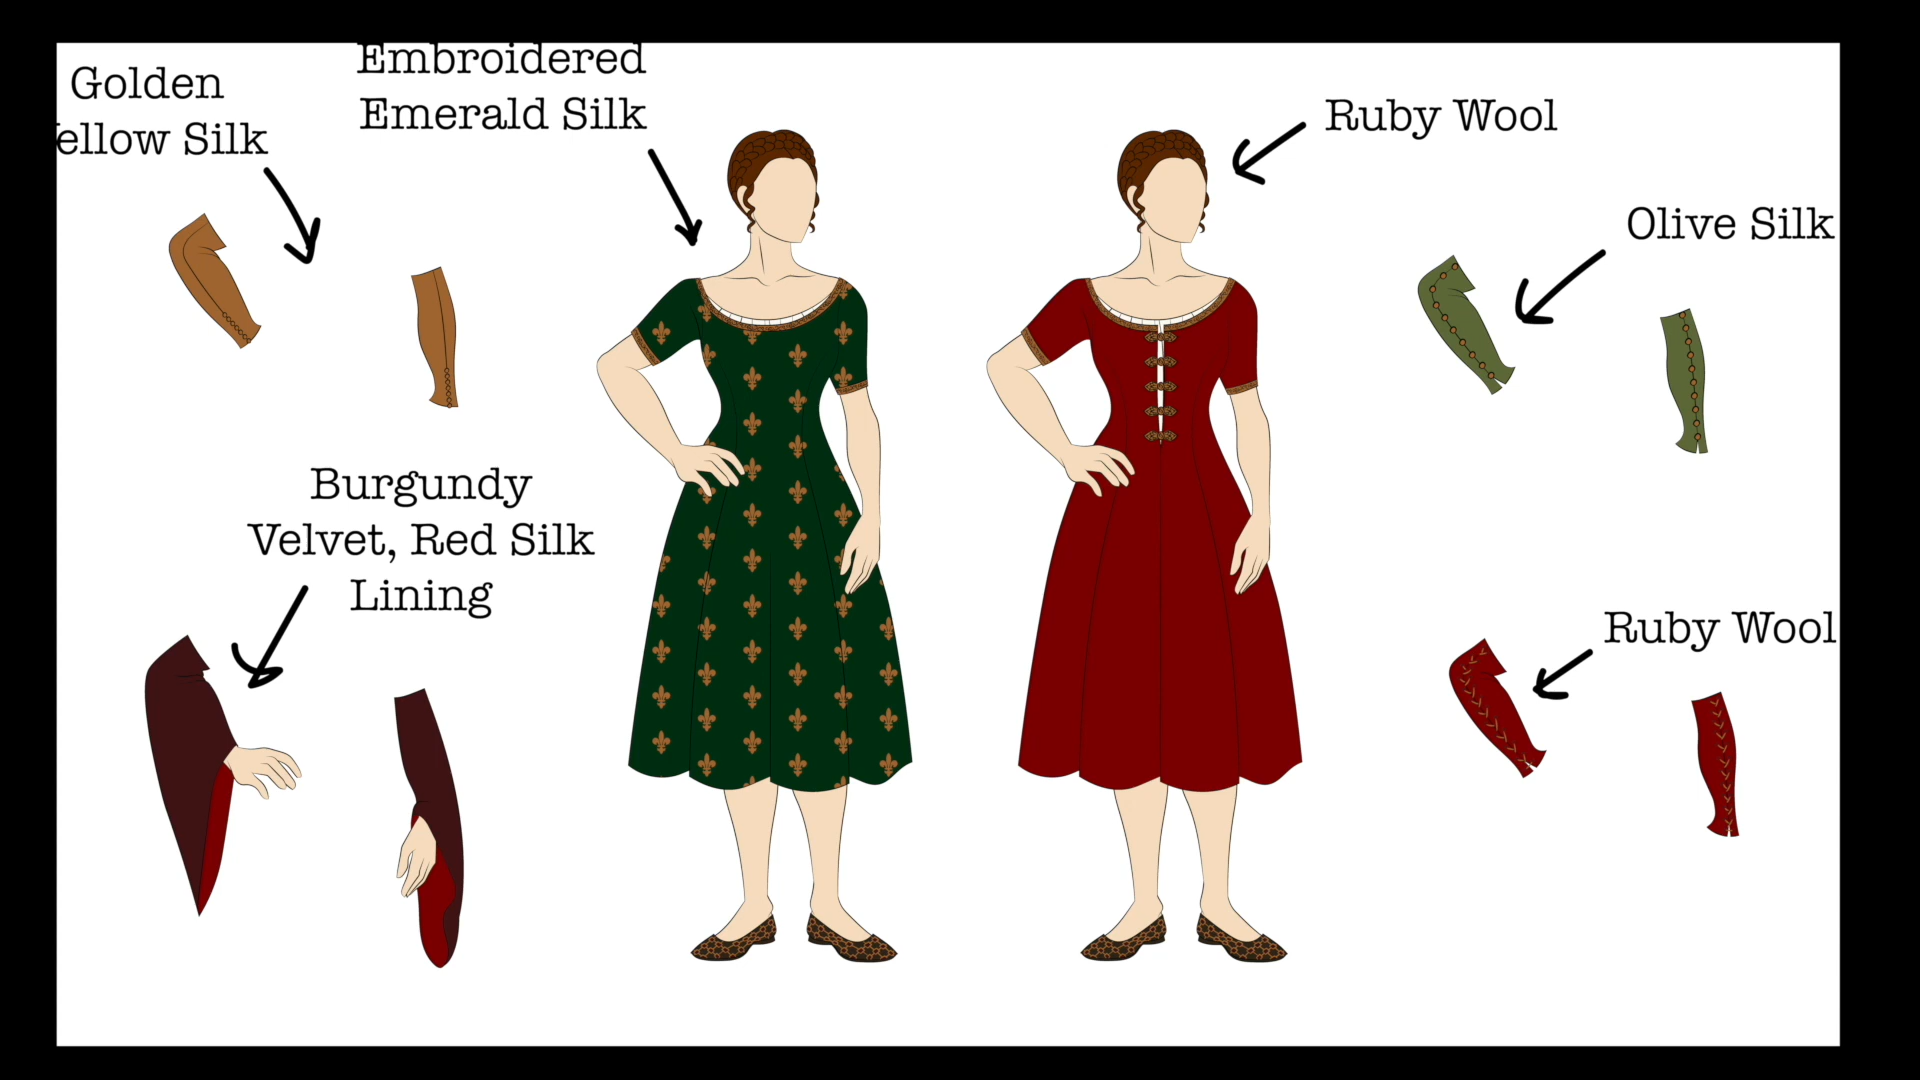 Golden
ellow Silk
Embroidered
Emerald Silk
Ruby Wool
Olive Silk
Burgundy
Velvet, Red Silk
Lining
Ruby Wool